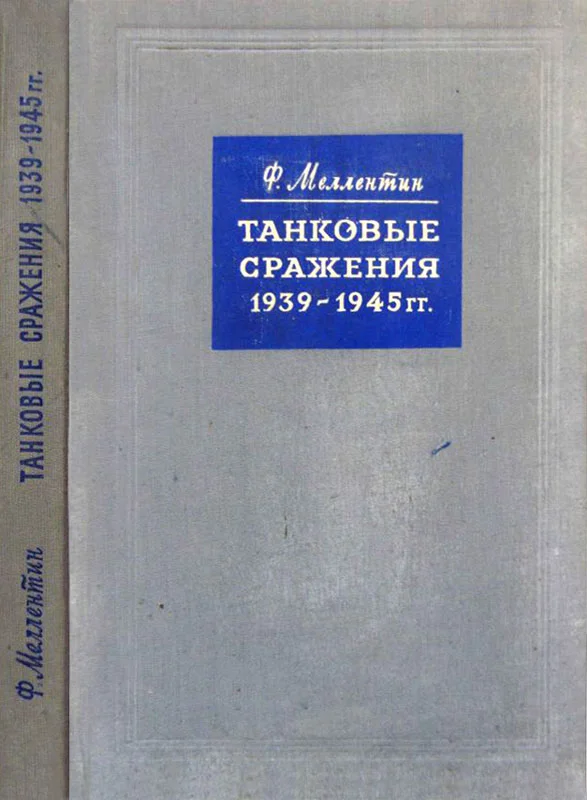 Ф. Меллентин
ТАНКОВЫЕ
СРАЖЕНИЯ
1939-1945 гг.
Ф. Меллентин ТАНКОВЫЕ СРАЖЕНИЯ 1939-1945 гг.